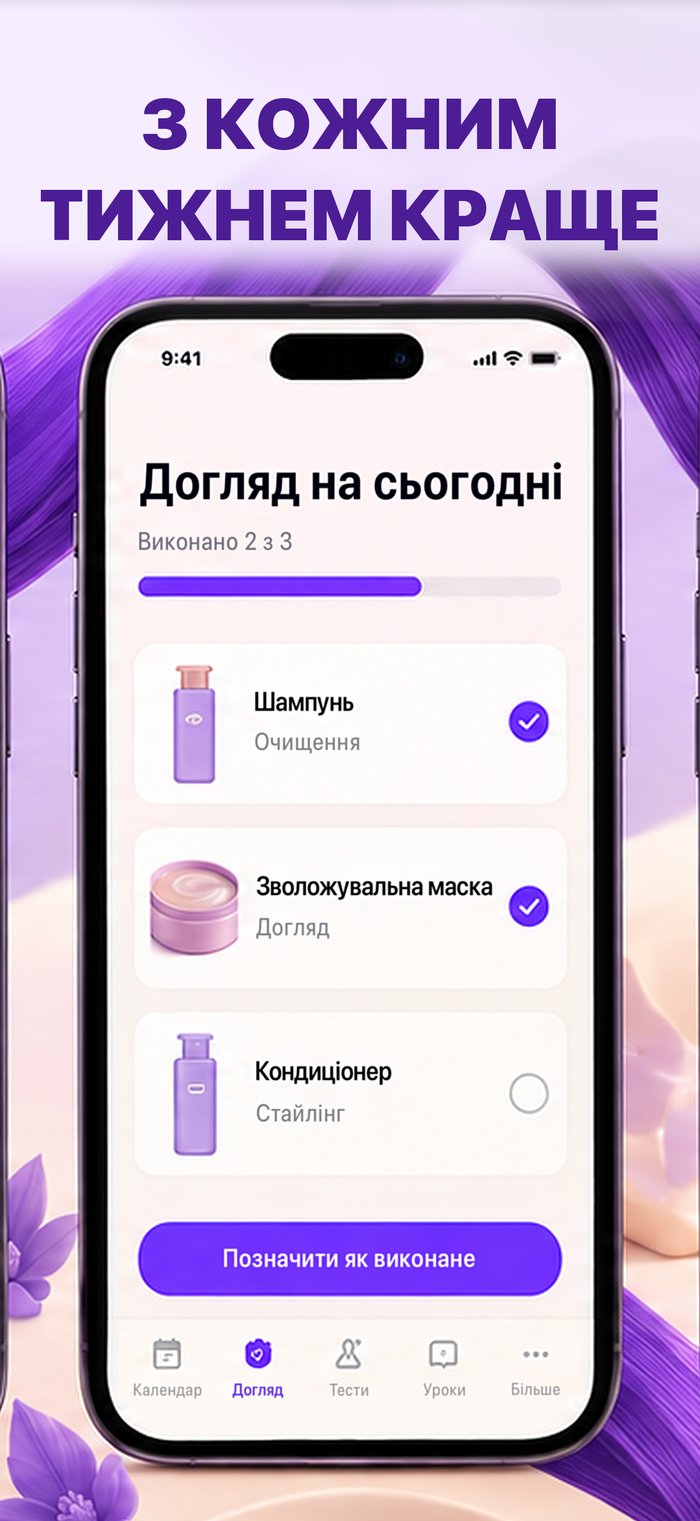 З КОЖНИМ
ТИЖНЕМ КРАЩЕ
9:41
Догляд на сьогодні
Виконано 2 з 3
Шампунь
Очищення
Зволожувальна маска
Догляд
Кондиціонер
Стайлінг
Позначити як виконане
Календар
Догляд
Тести
Уроки
Більше